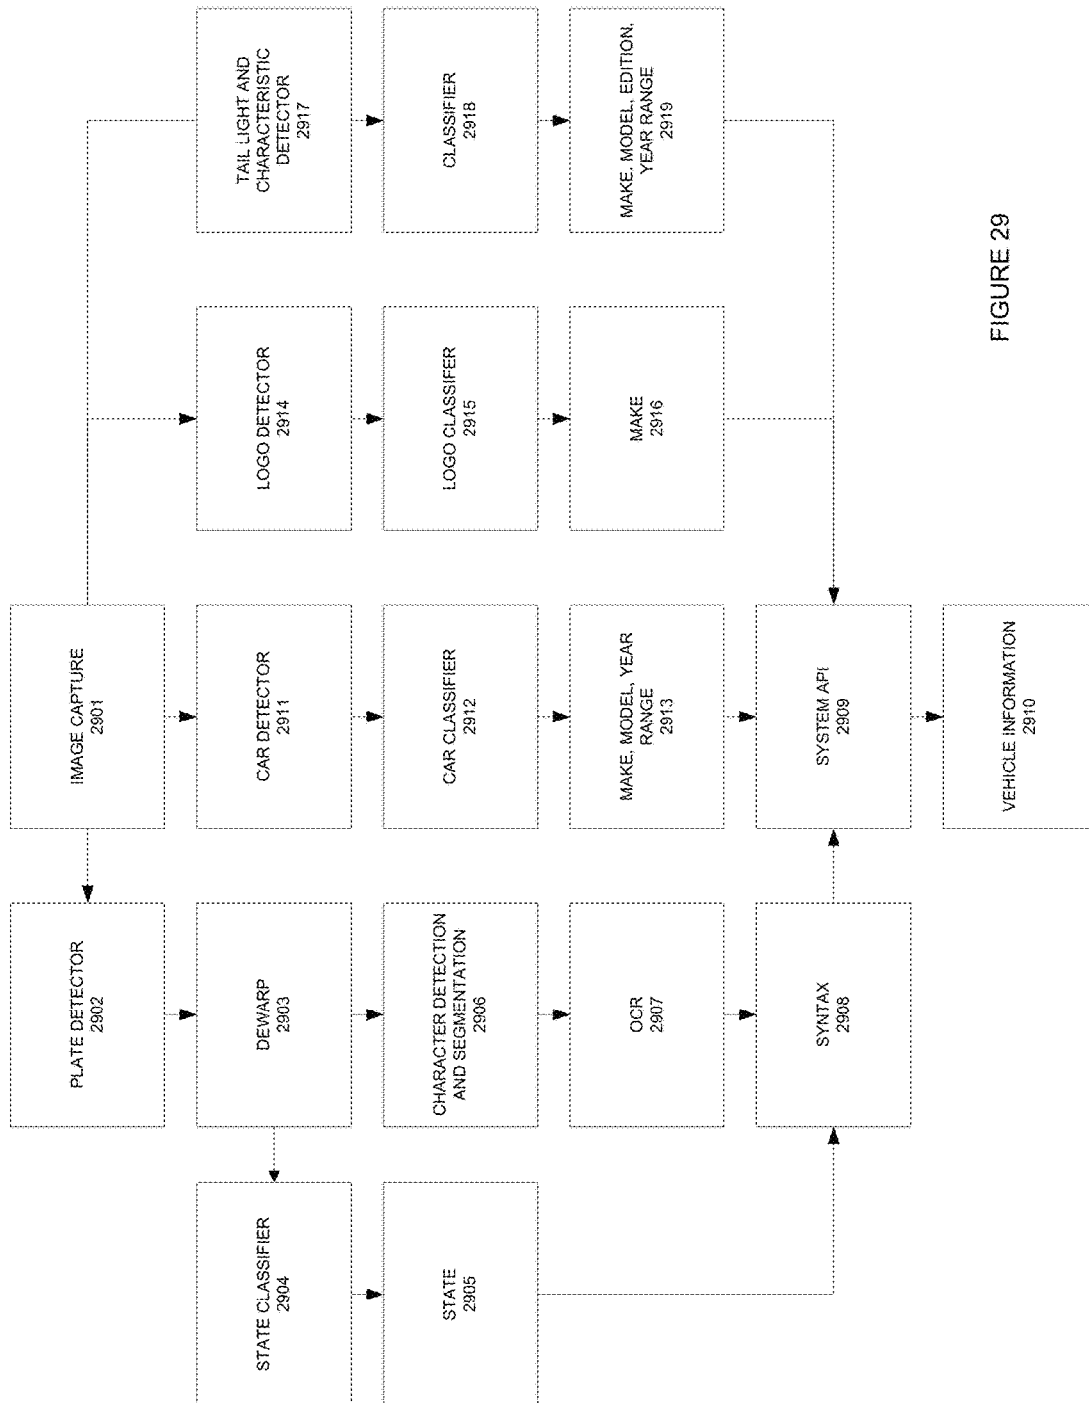 IMAGE CAPTURE
2901
PLATE DETECTOR
2902
STATE CLASSIFIER
2904
DEWARP
2903
CAR DETECTOR
2911
LOGO DETECTOR
2914
TAIL LIGHT AND
CHARACTERISTIC
DETECTOR
2917
STATE
2905
CHARACTER DETECTION
AND SEGMENTATION
2906
CAR CLASSIFIER
2912
LOGO CLASSIFER
2915
CLASSIFIER
2918
OCR
2907
MAKE, MODEL, YEAR
RANGE
2913
MAKE
2916
MAKE, MODEL, EDITION,
YEAR RANGE
2919
SYNTAX
2908
SYSTEM API
2909
VEHICLE INFORMATION
2910
FIGURE 29